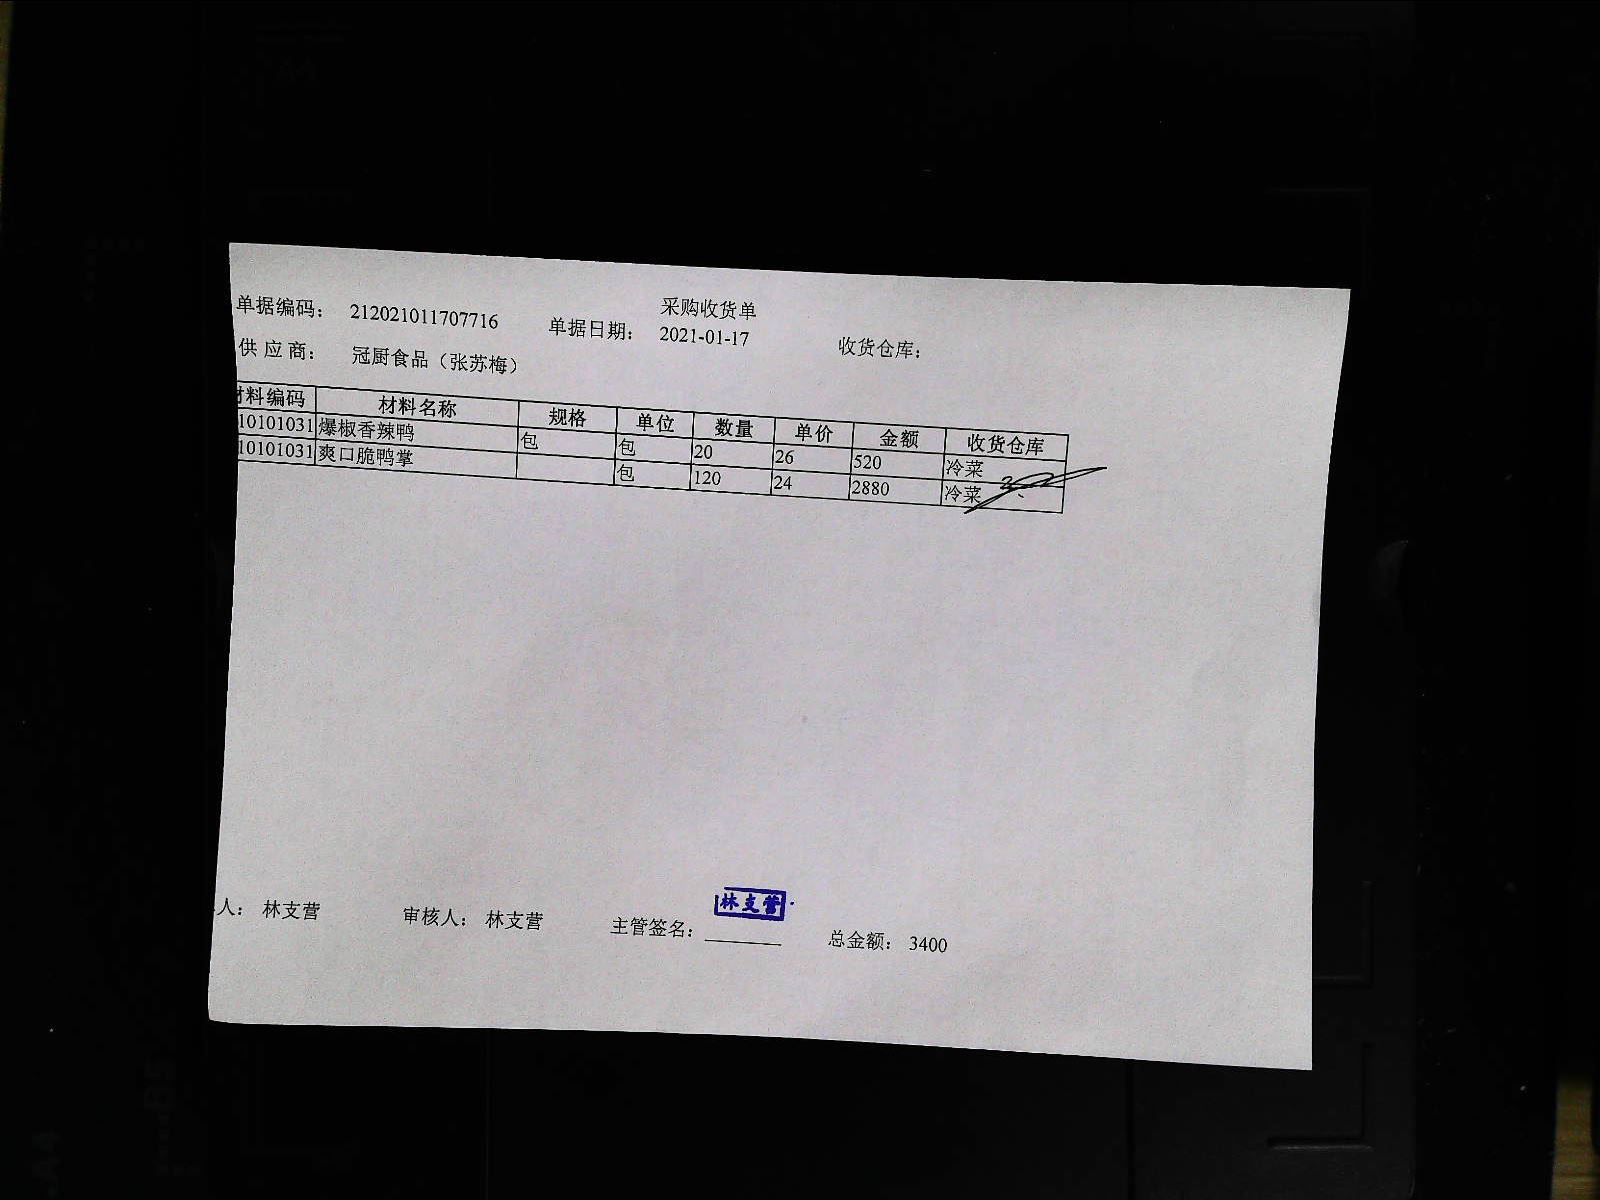 采购收货单
单据编码： 212021011707716 单据日期： 2021-01-17 收货仓库：
供 应 商： 冠厨食品（张苏梅）
材料编码 材料名称 规格 单位 数量 单价 金额 收货仓库
10101031 爆椒香辣鸭 包 包 20 26 520 冷菜
10101031 爽口脆鸭掌 包 120 24 2880 冷菜
林支营
人： 林支营 审核人： 林支营 主管签名： 总金额： 3400